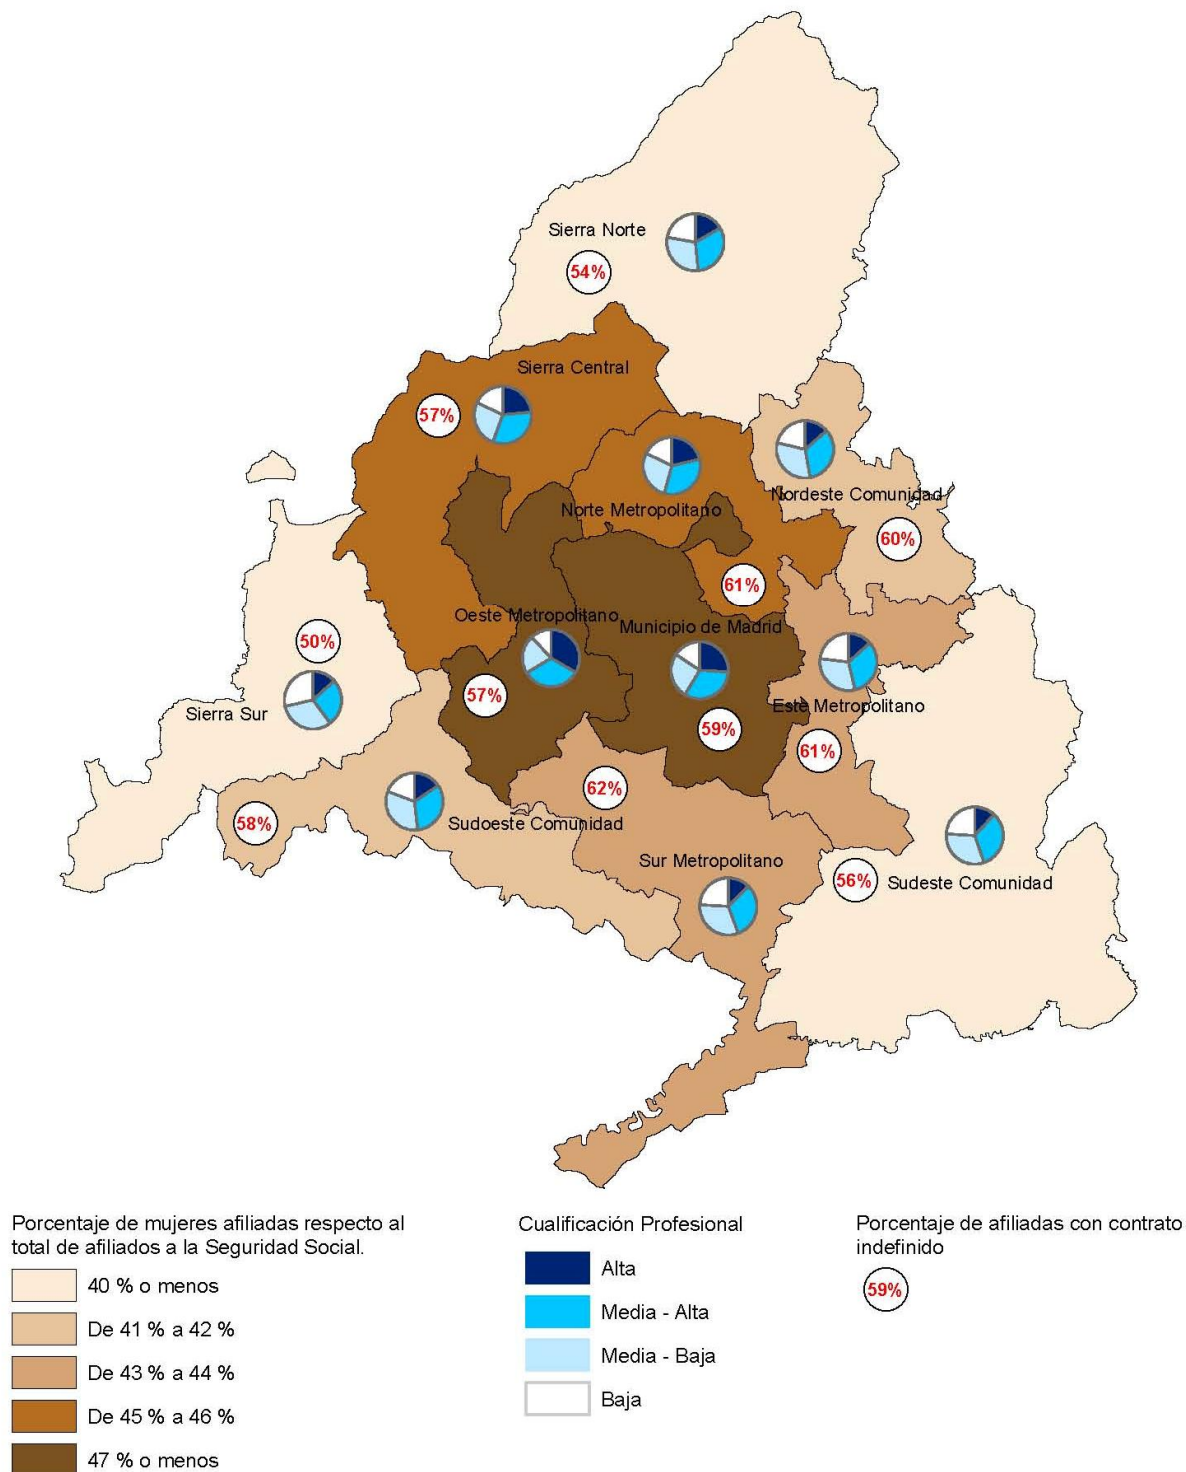 Sierra Norte
54%
Sierra Central
57%
Nordeste Comunidad
Norte Metropolitano
60%
61%
Oeste Metropolitano
Municipio de Madrid
50%
57%
Sierra Sur
Este Metropolitano
59%
61%
62%
58%
Sudoeste Comunidad
Sur Metropolitano
56%
Sudeste Comunidad
Porcentaje de mujeres afiliadas respecto al
total de afiliados a la Seguridad Social.
40 % o menos
De 41 % a 42 %
De 43 % a 44 %
De 45 % a 46 %
47 % o menos
Cualificación Profesional
Alta
Media - Alta
Media - Baja
Baja
Porcentaje de afiliadas con contrato
indefinido
59%